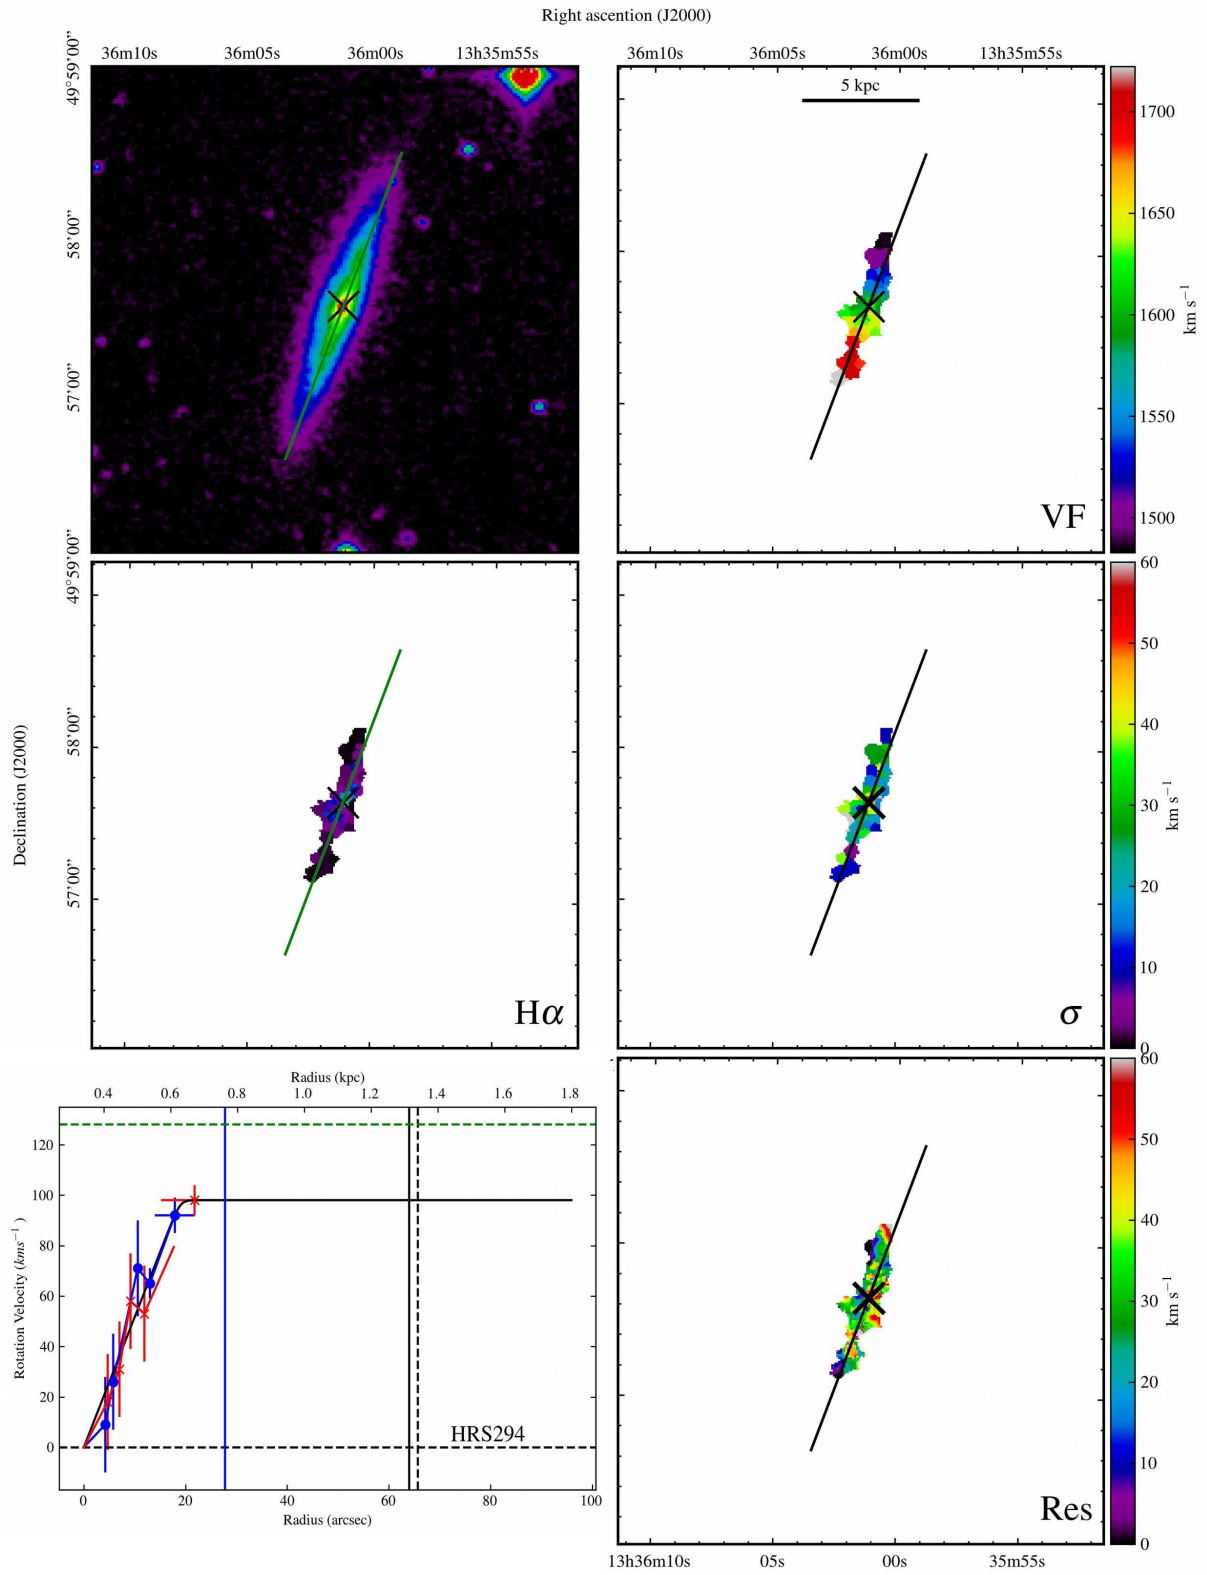 Right ascention (J2000)
36m10s 36m05s 36m00s 13h35m55s
36m10s 36m05s 36m00s 13h35m55s
49°59'00"
58'00"
57'00"
5 kpc
VF
1700
1650
1600
1550
1500
km s⁻¹
Declination (J2000)
49°59'00"
58'00"
57'00"
Hα
σ
60
50
40
30
20
10
0
km s⁻¹
Radius (kpc)
0.4 0.6 0.8 1.0 1.2 1.4 1.6 1.8
Rotation Velocity (kms⁻¹ )
120
100
80
60
40
20
0
HRS294
0 20 40 60 80 100
Radius (arcsec)
Res
60
50
40
30
20
10
0
km s⁻¹
13h36m10s 05s 00s 35m55s